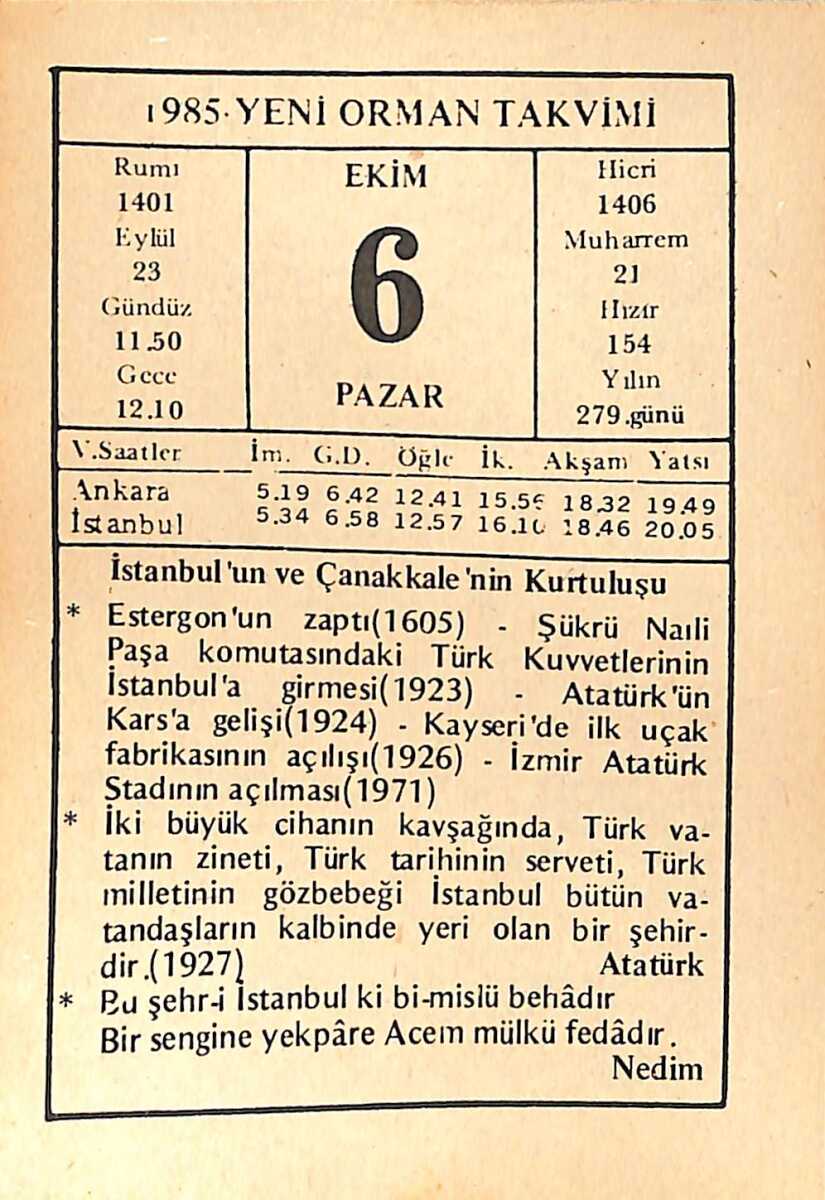 1985-YENİ ORMAN TAKVİMİ
Rumı
1401
Eylül
23
Gündüz
11.50
Gece
12.10
EKİM
6
PAZAR
Hicri
1406
Muharrem
21
Hızır
154
Yılın
279.günü
V.Saatler İm. G.D. Öğle İk. Akşam Yatsı
Ankara 5.19 6.42 12.41 15.56 18.32 19.49
İstanbul 5.34 6.58 12.57 16.10 18.46 20.05
İstanbul'un ve Çanakkale'nin Kurtuluşu
* Estergon'un zaptı(1605) - Şükrü Naili
Paşa komutasındaki Türk Kuvvetlerinin
İstanbul'a girmesi(1923) - Atatürk'ün
Kars'a gelişi(1924) - Kayseri'de ilk uçak
fabrikasının açılışı(1926) - İzmir Atatürk
Stadının açılması(1971)
* İki büyük cihanın kavşağında, Türk va-
tanın zineti, Türk tarihinin serveti, Türk
milletinin gözbebeği İstanbul bütün va-
tandaşların kalbinde yeri olan bir şehir-
dir.(1927) Atatürk
* Bu şehr-i İstanbul ki bi-mislü behâdır
Bir sengine yekpâre Acem mülkü fedâdır.
Nedim